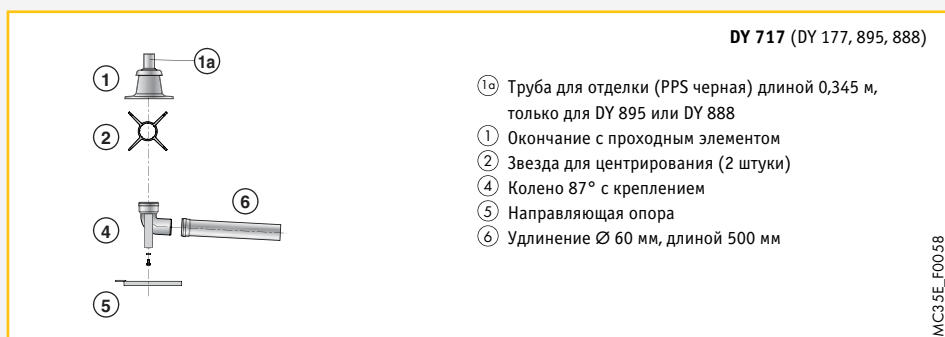 DY 717 (DY 177, 895, 888)
1a
1
2
6
4
5
1a Труба для отделки (PPS черная) длиной 0,345 м,
только для DY 895 или DY 888
1 Окончание с проходным элементом
2 Звезда для центрирования (2 штуки)
4 Колено 87° с креплением
5 Направляющая опора
6 Удлинение Ø 60 мм, длиной 500 мм
MC35E_F0058